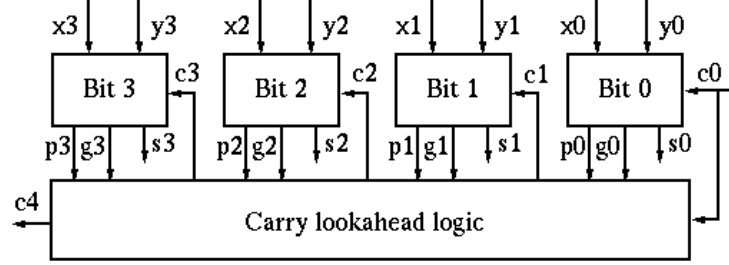 x3 y3 x2 y2 x1 y1 x0 y0
Bit 3 c3 Bit 2 c2 Bit 1 c1 Bit 0 c0
p3 g3 s3 p2 g2 s2 p1 g1 s1 p0 g0 s0
c4
Carry lookahead logic